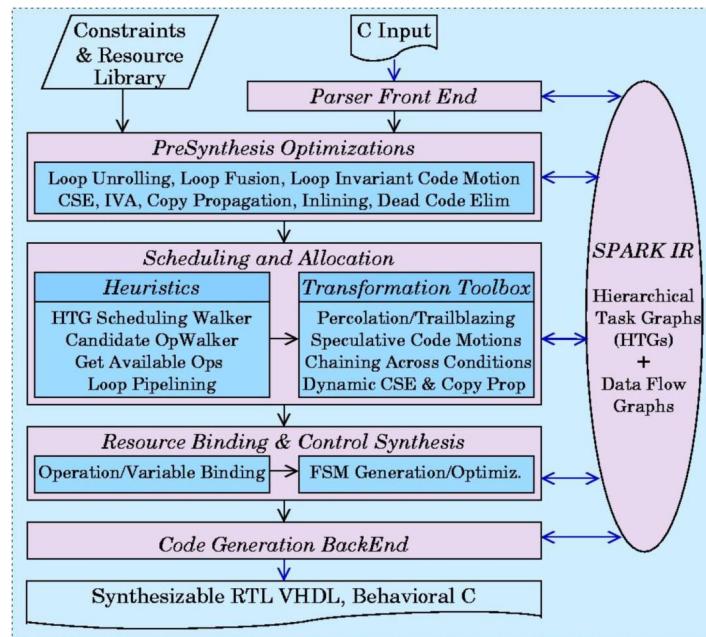 Constraints
& Resource
Library
C Input
Parser Front End
PreSynthesis Optimizations
Loop Unrolling, Loop Fusion, Loop Invariant Code Motion
CSE, IVA, Copy Propagation, Inlining, Dead Code Elim
Scheduling and Allocation
Heuristics
HTG Scheduling Walker
Candidate OpWalker
Get Available Ops
Loop Pipelining
Transformation Toolbox
Percolation/Trailblazing
Speculative Code Motions
Chaining Across Conditions
Dynamic CSE & Copy Prop
Resource Binding & Control Synthesis
Operation/Variable Binding
FSM Generation/Optimiz.
Code Generation BackEnd
Synthesizable RTL VHDL, Behavioral C
SPARK IR
Hierarchical
Task Graphs
(HTGs)
+
Data Flow
Graphs